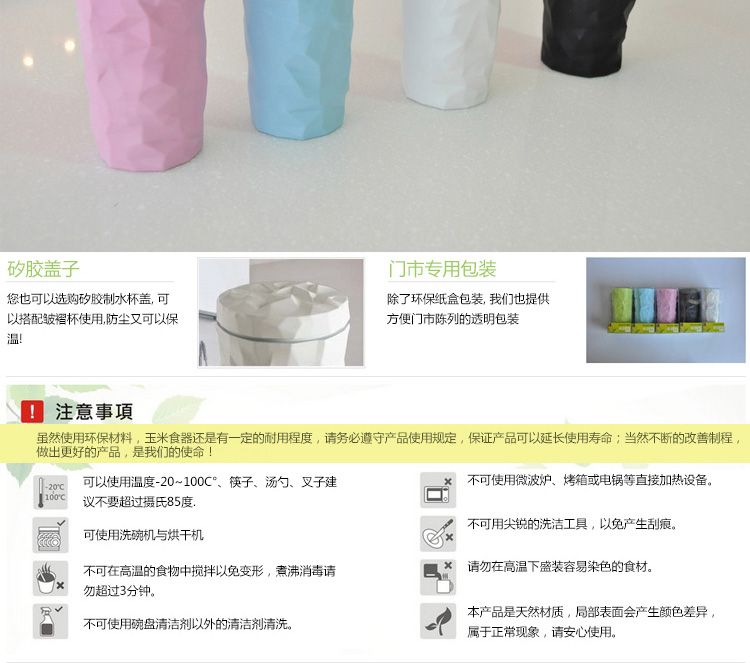 矽胶盖子
您也可以选购矽胶制水杯盖, 可
以搭配皱褶杯使用,防尘又可以保
温!
门市专用包装
除了环保纸盒包装, 我们也提供
方便门市陈列的透明包装
注意事項
虽然使用环保材料，玉米食器还是有一定的耐用程度，请务必遵守产品使用规定，保证产品可以延长使用寿命；当然不断的改善制程，
做出更好的产品，是我们的使命！
-20℃
100℃
可以使用温度-20~100C°、筷子、汤勺、叉子建
议不要超过摄氏85度.
可使用洗碗机与烘干机
不可在高温的食物中搅拌以免变形，煮沸消毒请
勿超过3分钟。
不可使用碗盘清洁剂以外的清洁剂清洗。
不可使用微波炉、烤箱或电锅等直接加热设备。
不可用尖锐的洗洁工具，以免产生刮痕。
请勿在高温下盛装容易染色的食材。
本产品是天然材质，局部表面会产生颜色差异，
属于正常现象，请安心使用。